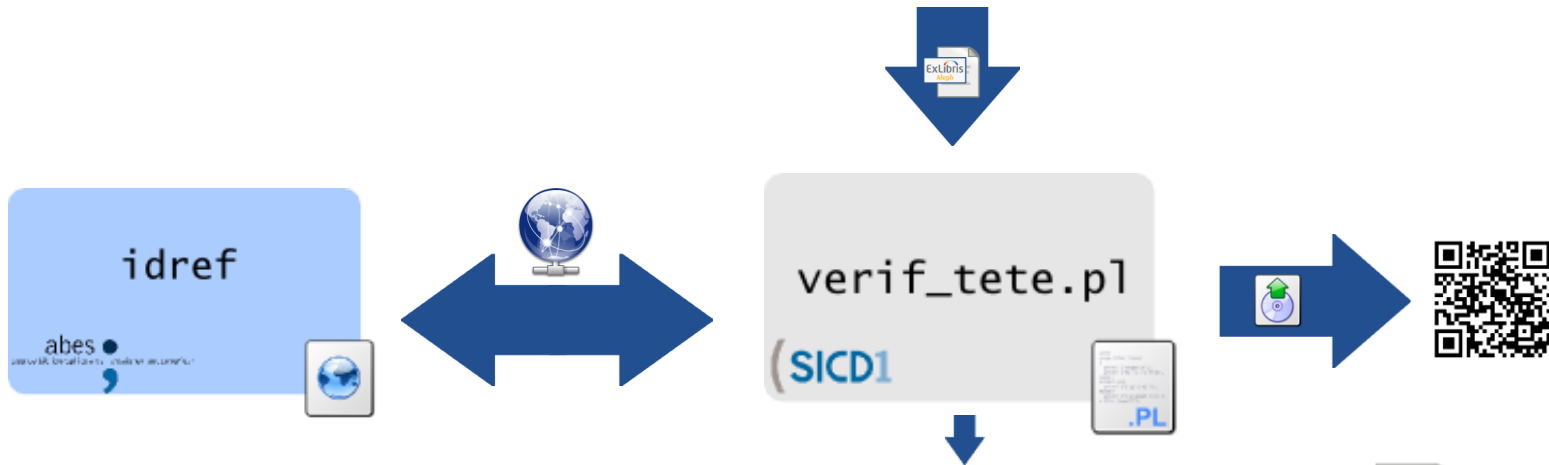 ExLibris
Aleph
idref
abes
verif_tete.pl
SICD1
.PL